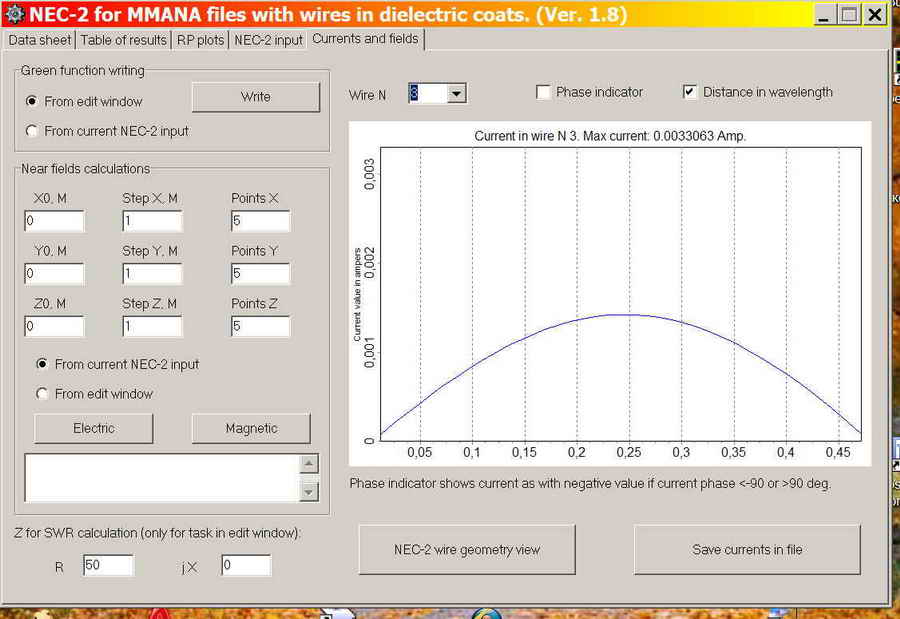 NEC-2 for MMANA files with wires in dielectric coats. (Ver. 1.8)
Data sheet Table of results RP plots NEC-2 input Currents and fields
Green function writing
From edit window
Write
From current NEC-2 input
Near fields calculations
X0, M Step X, M Points X
0 1 5
Y0, M Step Y, M Points Y
0 1 5
Z0, M Step Z, M Points Z
0 1 5
From current NEC-2 input
From edit window
Electric Magnetic
Z for SWR calculation (only for task in edit window):
R 50 jX 0
Wire N 3 Phase indicator Distance in wavelength
Current in wire N 3. Max current: 0.0033063 Amp.
Current value in ampers
0,003
0,002
0,001
0
0,05 0,1 0,15 0,2 0,25 0,3 0,35 0,4 0,45
Phase indicator shows current as with negative value if current phase <-90 or >90 deg.
NEC-2 wire geometry view Save currents in file